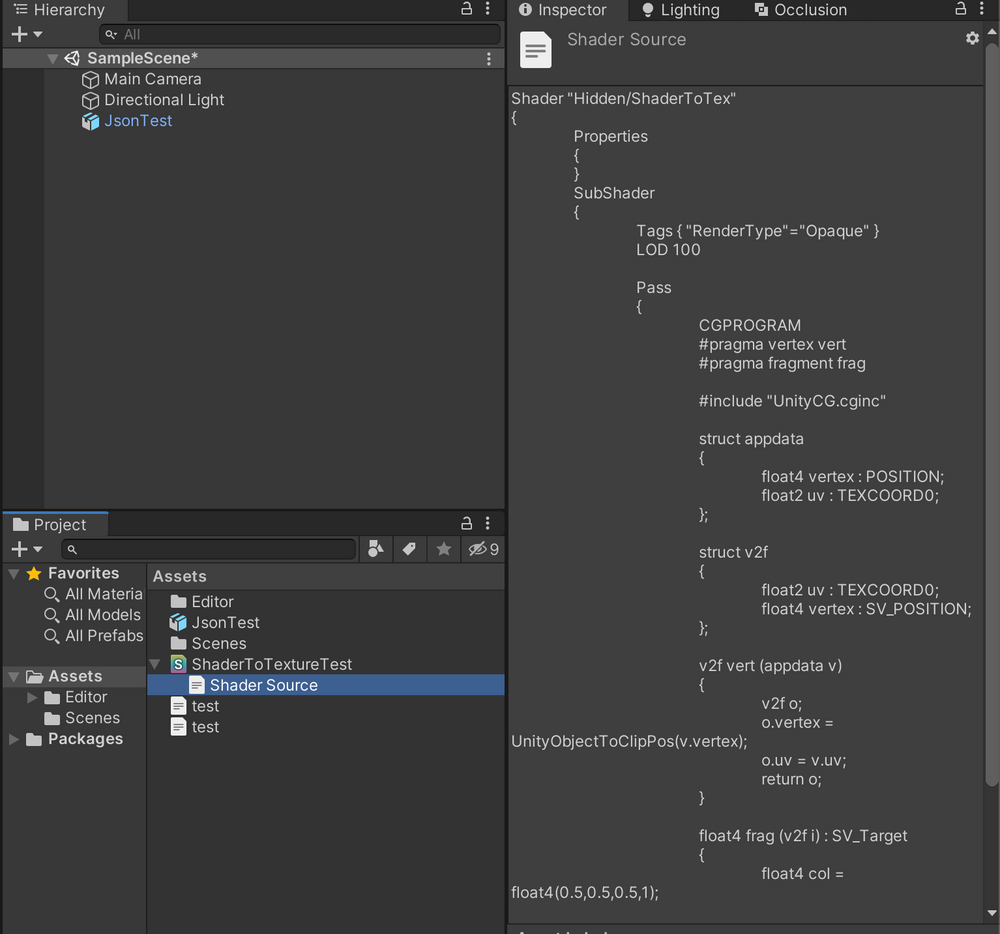 Hierarchy
All
SampleScene*
Main Camera
Directional Light
JsonTest
Project
9
Favorites
All Materia
All Models
All Prefabs
Assets
Editor
Scenes
Packages
Assets
Editor
JsonTest
Scenes
ShaderToTextureTest
Shader Source
test
test
Inspector
Lighting
Occlusion
Shader Source
Shader "Hidden/ShaderToTex"
{
Properties
{
}
SubShader
{
Tags { "RenderType"="Opaque" }
LOD 100
Pass
{
CGPROGRAM
#pragma vertex vert
#pragma fragment frag
#include "UnityCG.cginc"
struct appdata
{
float4 vertex : POSITION;
float2 uv : TEXCOORD0;
};
struct v2f
{
float2 uv : TEXCOORD0;
float4 vertex : SV_POSITION;
};
v2f vert (appdata v)
{
v2f o;
o.vertex =
UnityObjectToClipPos(v.vertex);
o.uv = v.uv;
return o;
}
float4 frag (v2f i) : SV_Target
{
float4 col =
float4(0.5,0.5,0.5,1);